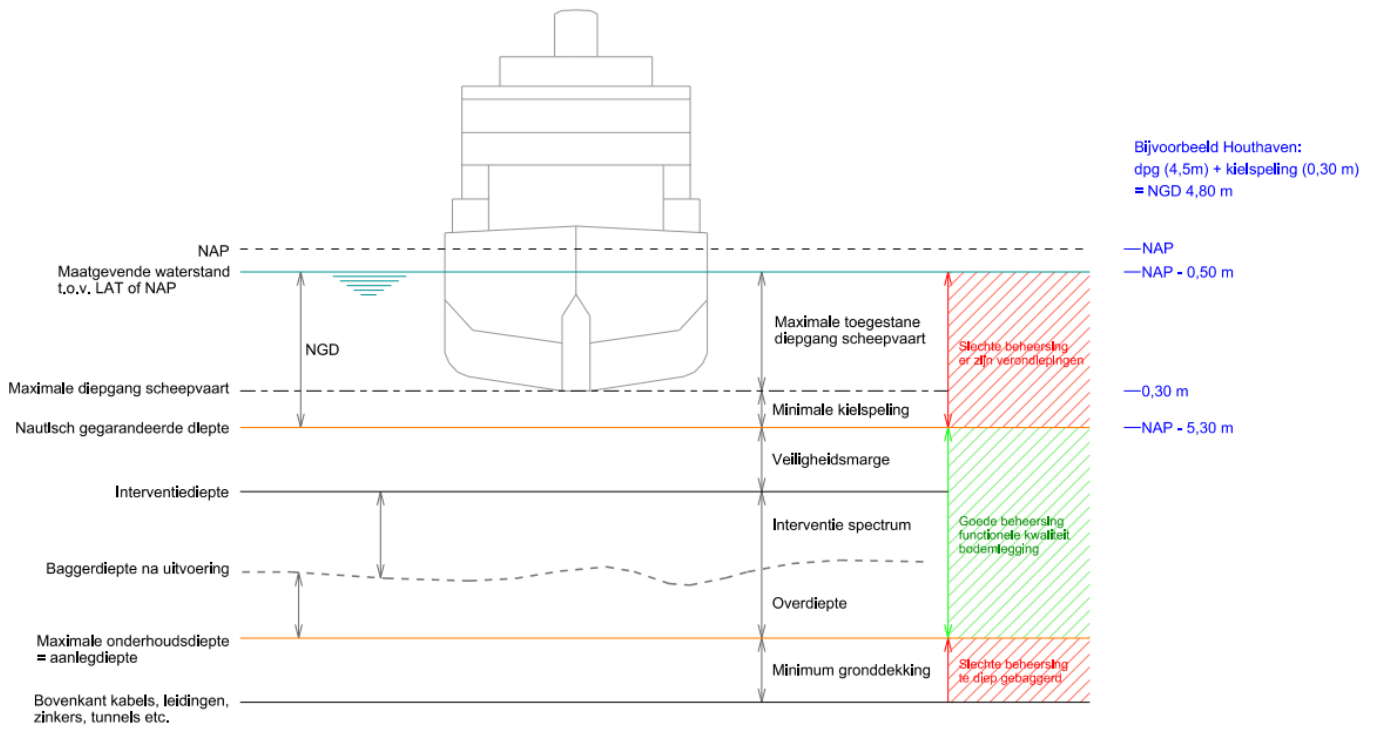 Bijvoorbeeld Houthaven:
dpg (4,5m) + kielspeling (0,30 m)
= NGD 4,80 m
NAP
NAP
Maatgevende waterstand
t.o.v. LAT of NAP
NAP - 0,50 m
NGD
Maximale toegestane
diepgang scheepvaart
Slechte beheersing
er zijn verondiepingen
Maximale diepgang scheepvaart
0,30 m
Minimale kielspeling
Nautisch gegarandeerde diepte
NAP - 5,30 m
Veiligheidsmarge
Interventiediepte
Interventie spectrum
Goede beheersing
functionele kwaliteit
bodemlegging
Baggerdiepte na uitvoering
Overdiepte
Maximale onderhoudsdiepte
= aanlegdiepte
Minimum gronddekking
Slechte beheersing
te diep gebaggerd
Bovenkant kabels, leidingen,
zinkers, tunnels etc.